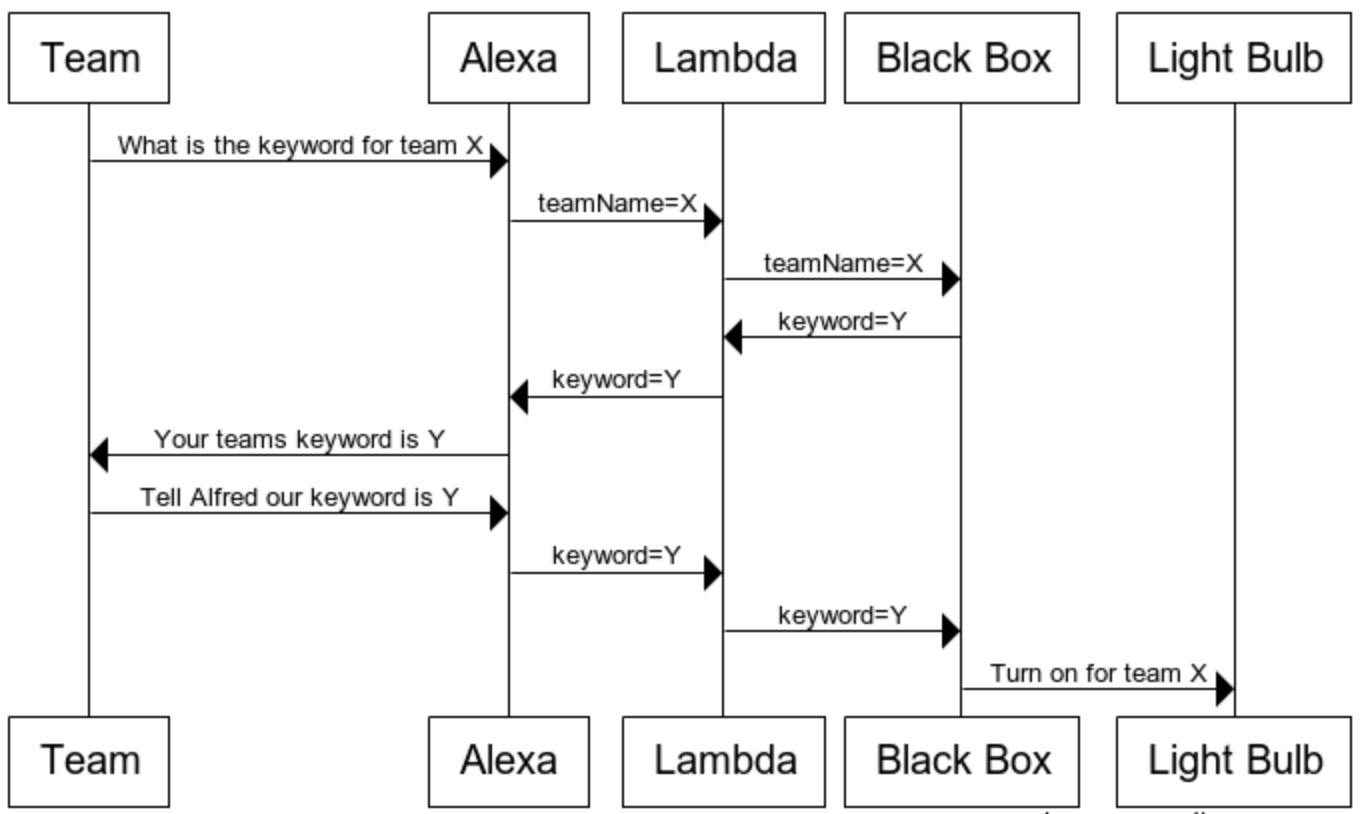 Team
Alexa
Lambda
Black Box
Light Bulb
What is the keyword for team X
teamName=X
teamName=X
keyword=Y
keyword=Y
Your teams keyword is Y
Tell Alfred our keyword is Y
keyword=Y
keyword=Y
Turn on for team X
Team
Alexa
Lambda
Black Box
Light Bulb